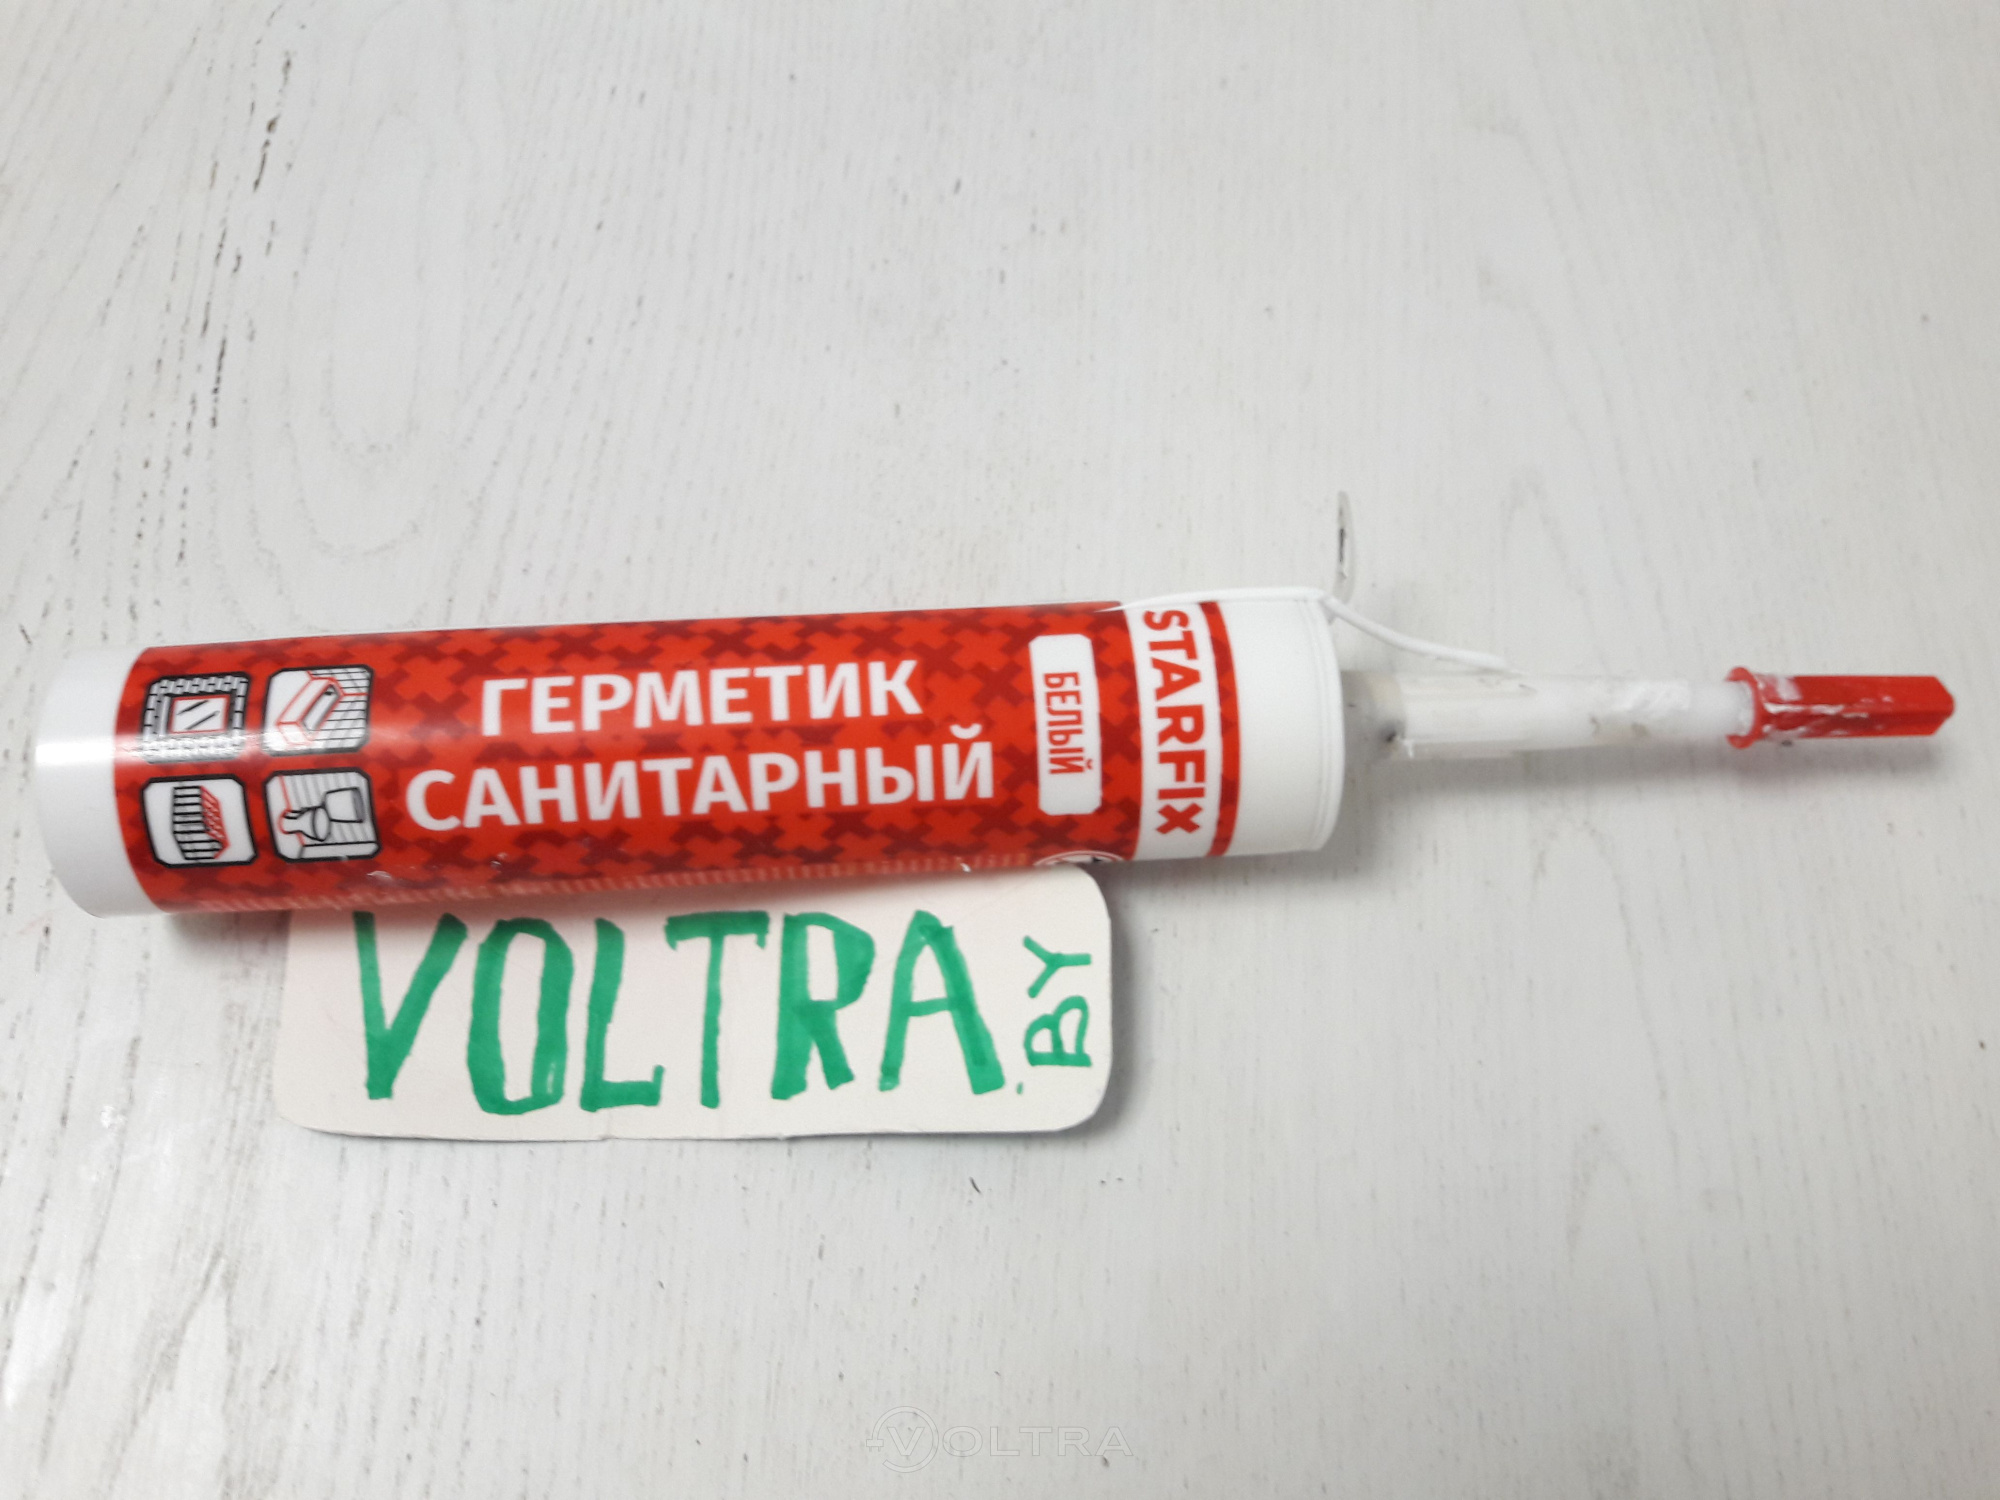 ГЕРМЕТИК
САНИТАРНЫЙ
БЕЛЫЙ
STARFIX
VOLTRA
.BY
VOLTRA